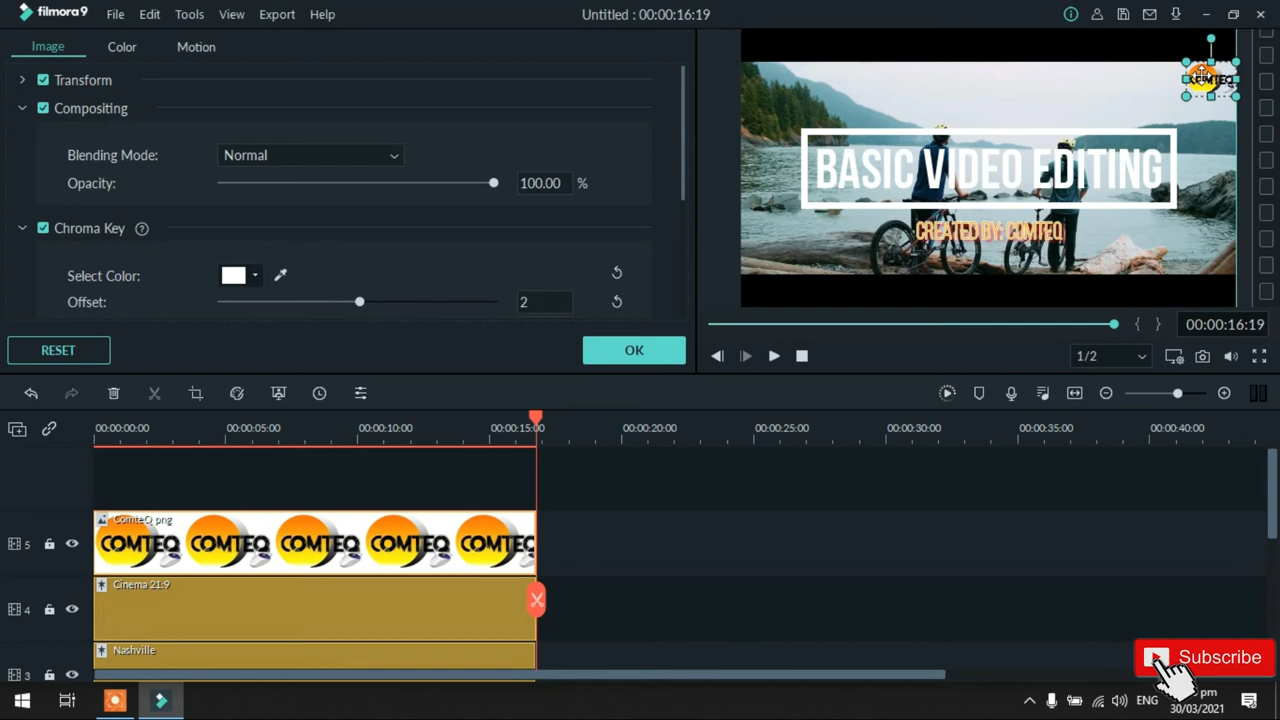 filmora9 File Edit Tools View Export Help Untitled : 00:00:16:19
Image Color Motion
Transform
Compositing
Blending Mode: Normal
Opacity: 100.00 %
Chroma Key
Select Color:
Offset: 2
RESET OK
COMTEQ
BASIC VIDEO EDITING
CREATED BY: COMTEQ
00:00:16:19
1/2
00:00:00:00 00:00:05:00 00:00:10:00 00:00:15:00 00:00:20:00 00:00:25:00 00:00:30:00 00:00:35:00 00:00:40:00
5 ComteQ png
COMTEQ COMTEQ COMTEQ COMTEQ COMTEQ
4 Cinema 21:9
3 Nashville
Subscribe
ENG pm
30/03/2021